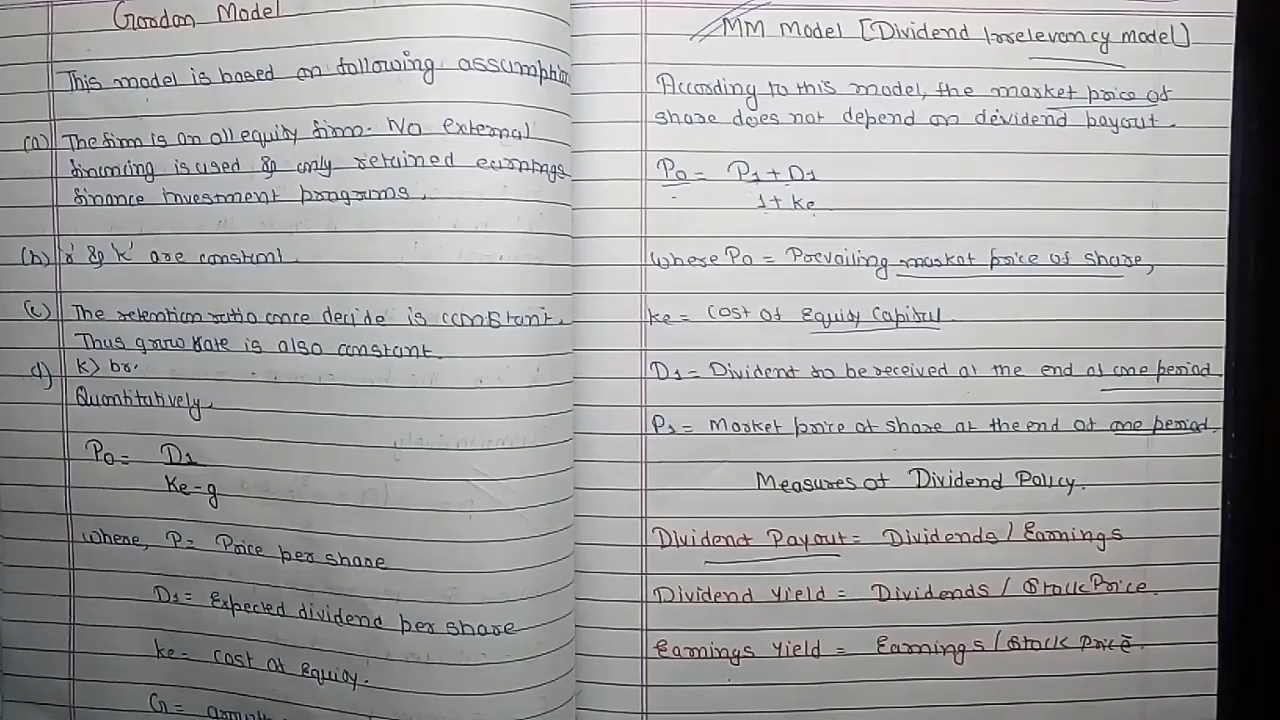 Gordon Model
This model is based on following assumption
(a) The firm is an all equity firm. No external
financing is used & only retained earnings
finance investment programs.
(b) 'r' & 'k' are constant.
(c) The retention ratio once decide is constant.
Thus grow rate is also constant.
d) K > br.
Quantitatively,
P0 = D1
Ke-g
where, P = Price per share
D1 = Expected dividend per share
ke = cost of Equity.
G =
MM Model [Dividend Irrelevancy model]
According to this model, the market price of
share does not depend on dévidend payout.
P0 = P1 + D1
1 + Ke
where P0 = Prevailing market price of share,
Ke = Cost of Equity Capital
D1 = Divident to be received at the end of one period
P1 = Market price of share at the end of one period.
Measures of Dividend Policy.
Divident Payout = Dividends / Earnings
Dividend Yield = Dividends / Stock Price.
Earnings Yield = Earnings / Stock Price.